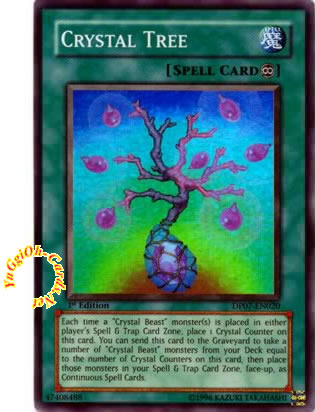 CRYSTAL TREE
[SPELL CARD]
YuGgiOh-Cards.Net
1st Edition
DP07-EN020
Each time a "Crystal Beast" monster(s) is placed in either
player's Spell & Trap Card Zone, place 1 Crystal Counter on
this card. You can send this card to the Graveyard to take a
number of "Crystal Beast" monsters from your Deck equal
to the number of Crystal Counters on this card, then place
those monsters in your Spell & Trap Card Zone, face-up, as
Continuous Spell Cards.
47408488
©1996 KAZUKI TAKAHASHI